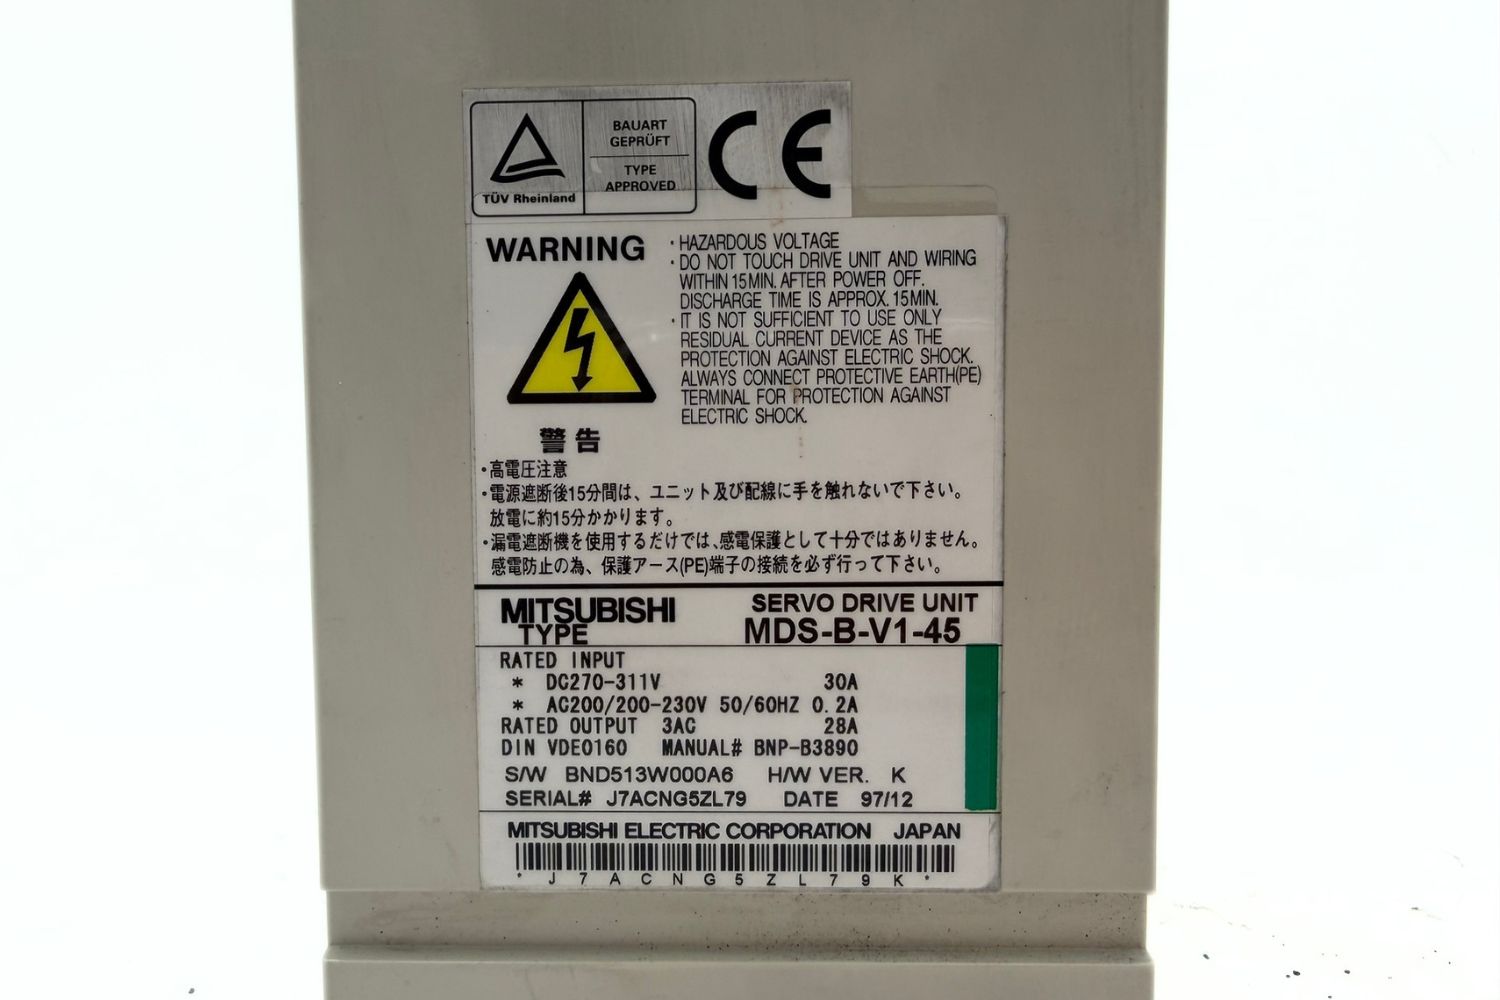 TÜV Rheinland
BAUART
GEPRÜFT
TYPE
APPROVED
CE
WARNING
・HAZARDOUS VOLTAGE
・DO NOT TOUCH DRIVE UNIT AND WIRING
WITHIN 15MIN. AFTER POWER OFF.
DISCHARGE TIME IS APPROX. 15MIN.
・IT IS NOT SUFFICIENT TO USE ONLY
RESIDUAL CURRENT DEVICE AS THE
PROTECTION AGAINST ELECTRIC SHOCK.
ALWAYS CONNECT PROTECTIVE EARTH(PE)
TERMINAL FOR PROTECTION AGAINST
ELECTRIC SHOCK.
警告
・高電圧注意
・電源遮断後15分間は、ユニット及び配線に手を触れないで下さい。
放電に約15分かかります。
・漏電遮断機を使用するだけでは、感電保護として十分ではありません。
感電防止の為、保護アース(PE)端子の接続を必ず行って下さい。
MITSUBISHI SERVO DRIVE UNIT
TYPE MDS-B-V1-45
RATED INPUT
* DC270-311V 30A
* AC200/200-230V 50/60HZ 0.2A
RATED OUTPUT 3AC 28A
DIN VDE0160 MANUAL# BNP-B3890
S/W BND513W000A6 H/W VER. K
SERIAL# J7ACNG5ZL79 DATE 97/12
MITSUBISHI ELECTRIC CORPORATION JAPAN
* J 7 A C N G 5 Z L 7 9 K *